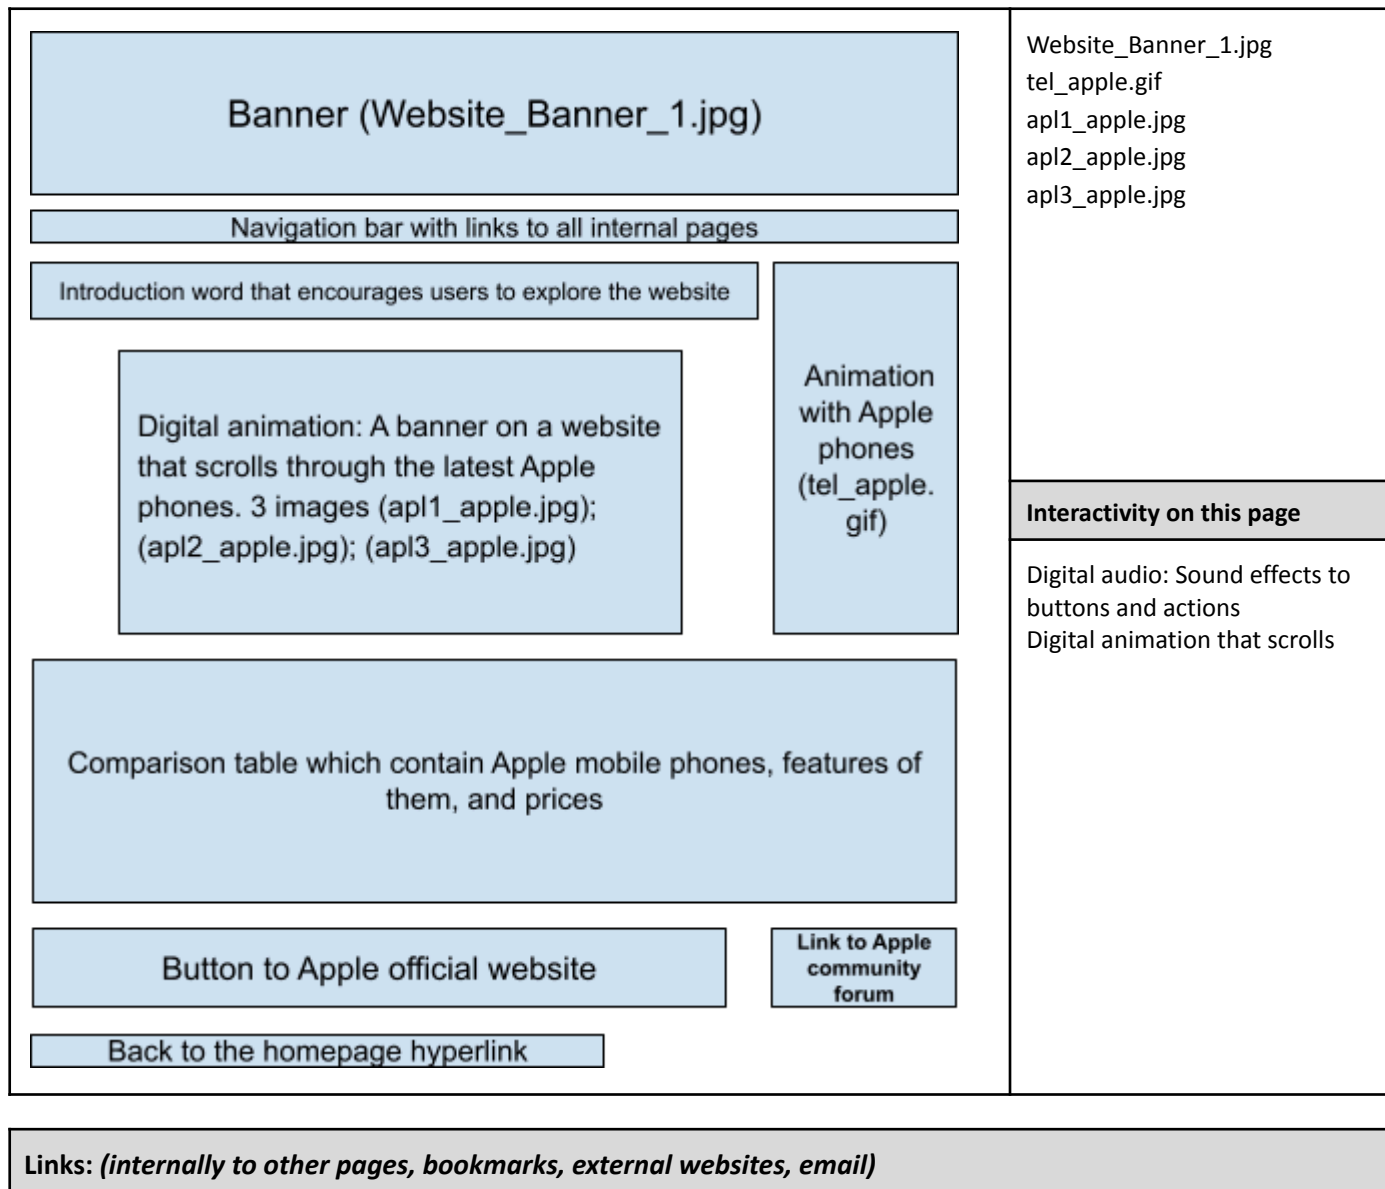 Banner (Website_Banner_1.jpg)
Navigation bar with links to all internal pages
Introduction word that encourages users to explore the website
Digital animation: A banner on a website
that scrolls through the latest Apple
phones. 3 images (apl1_apple.jpg);
(apl2_apple.jpg); (apl3_apple.jpg)
Animation
with Apple
phones
(tel_apple.
gif)
Comparison table which contain Apple mobile phones, features of
them, and prices
Button to Apple official website
Link to Apple
community
forum
Back to the homepage hyperlink
Website_Banner_1.jpg
tel_apple.gif
apl1_apple.jpg
apl2_apple.jpg
apl3_apple.jpg
Interactivity on this page
Digital audio: Sound effects to
buttons and actions
Digital animation that scrolls
Links: (internally to other pages, bookmarks, external websites, email)